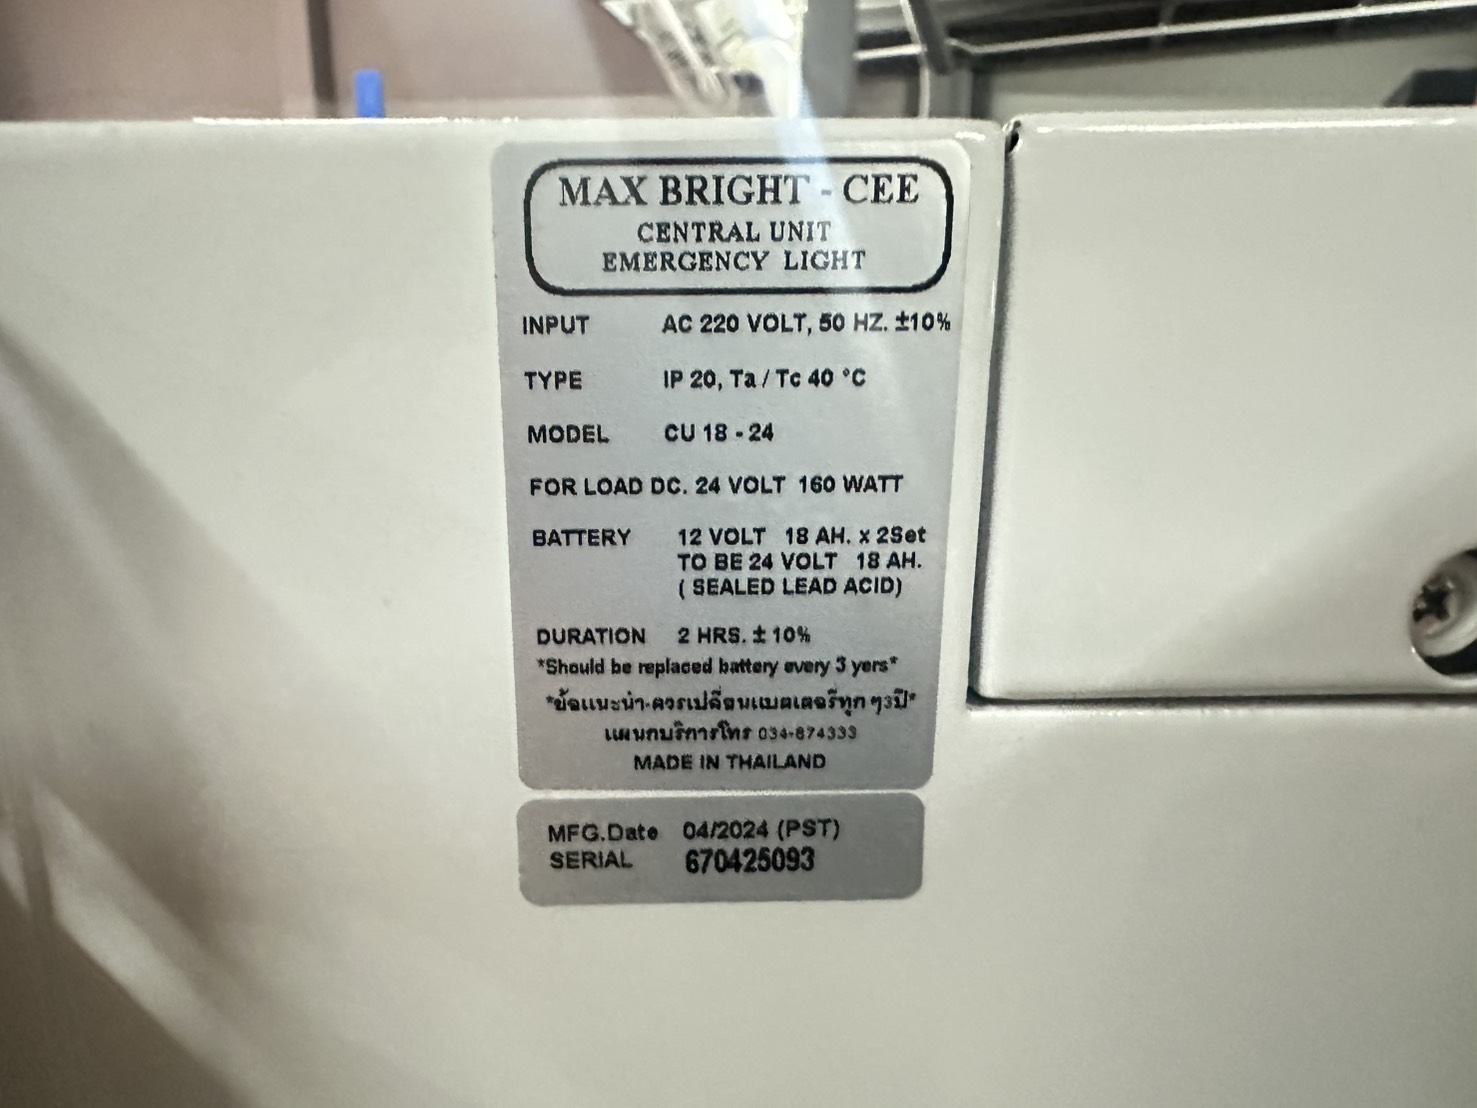 MAX BRIGHT - CEE
CENTRAL UNIT
EMERGENCY LIGHT
INPUT AC 220 VOLT, 50 HZ. ±10%
TYPE IP 20, Ta / Tc 40 °C
MODEL CU 18 - 24
FOR LOAD DC. 24 VOLT 160 WATT
BATTERY 12 VOLT 18 AH. x 2Set
TO BE 24 VOLT 18 AH.
( SEALED LEAD ACID)
DURATION 2 HRS. ± 10%
*Should be replaced battery every 3 yers*
*ข้อแนะนำ-ควรเปลี่ยนแบตเตอรี่ทุก ๆ3ปี*
แผนกบริการโทร 034-874333
MADE IN THAILAND
MFG.Date 04/2024 (PST)
SERIAL 670425093